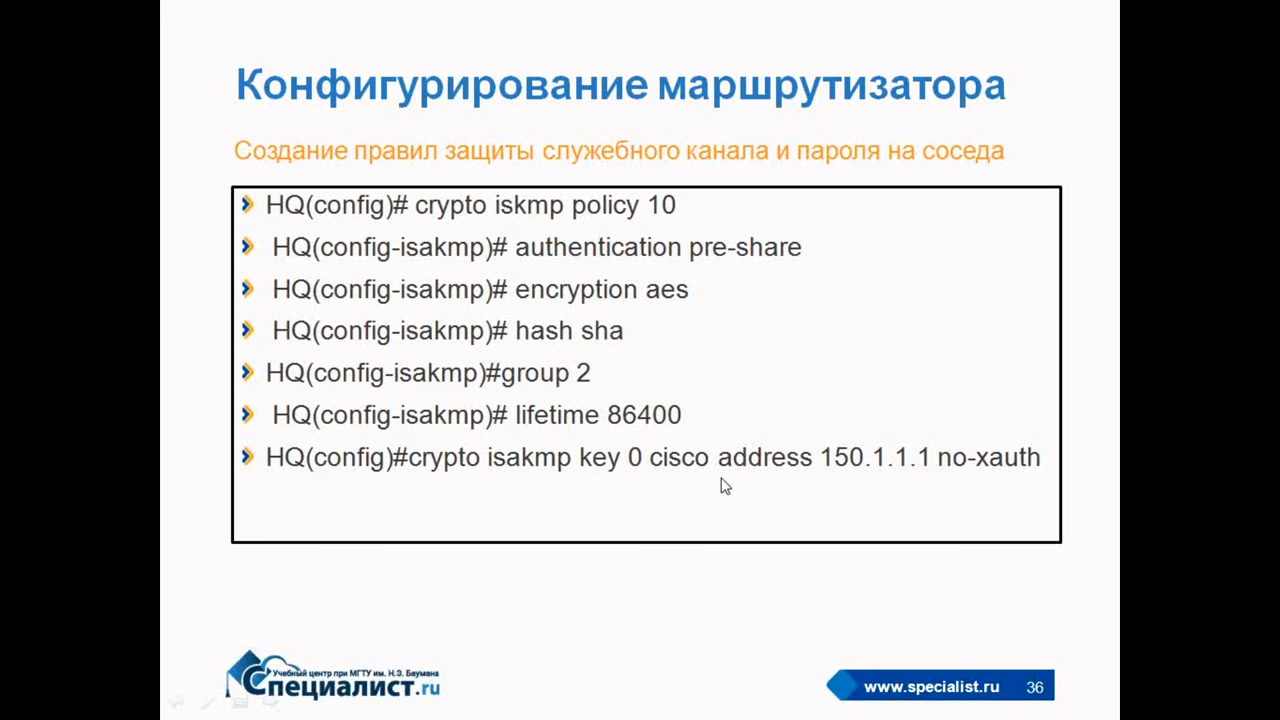 Конфигурирование маршрутизатора
Создание правил защиты служебного канала и пароля на соседа
HQ(config)# crypto iskmp policy 10
HQ(config-isakmp)# authentication pre-share
HQ(config-isakmp)# encryption aes
HQ(config-isakmp)# hash sha
HQ(config-isakmp)#group 2
HQ(config-isakmp)# lifetime 86400
HQ(config)#crypto isakmp key 0 cisco address 150.1.1.1 no-xauth
Учебный центр при МГТУ им. Н.Э. Баумана
Специалист.ru
www.specialist.ru 36